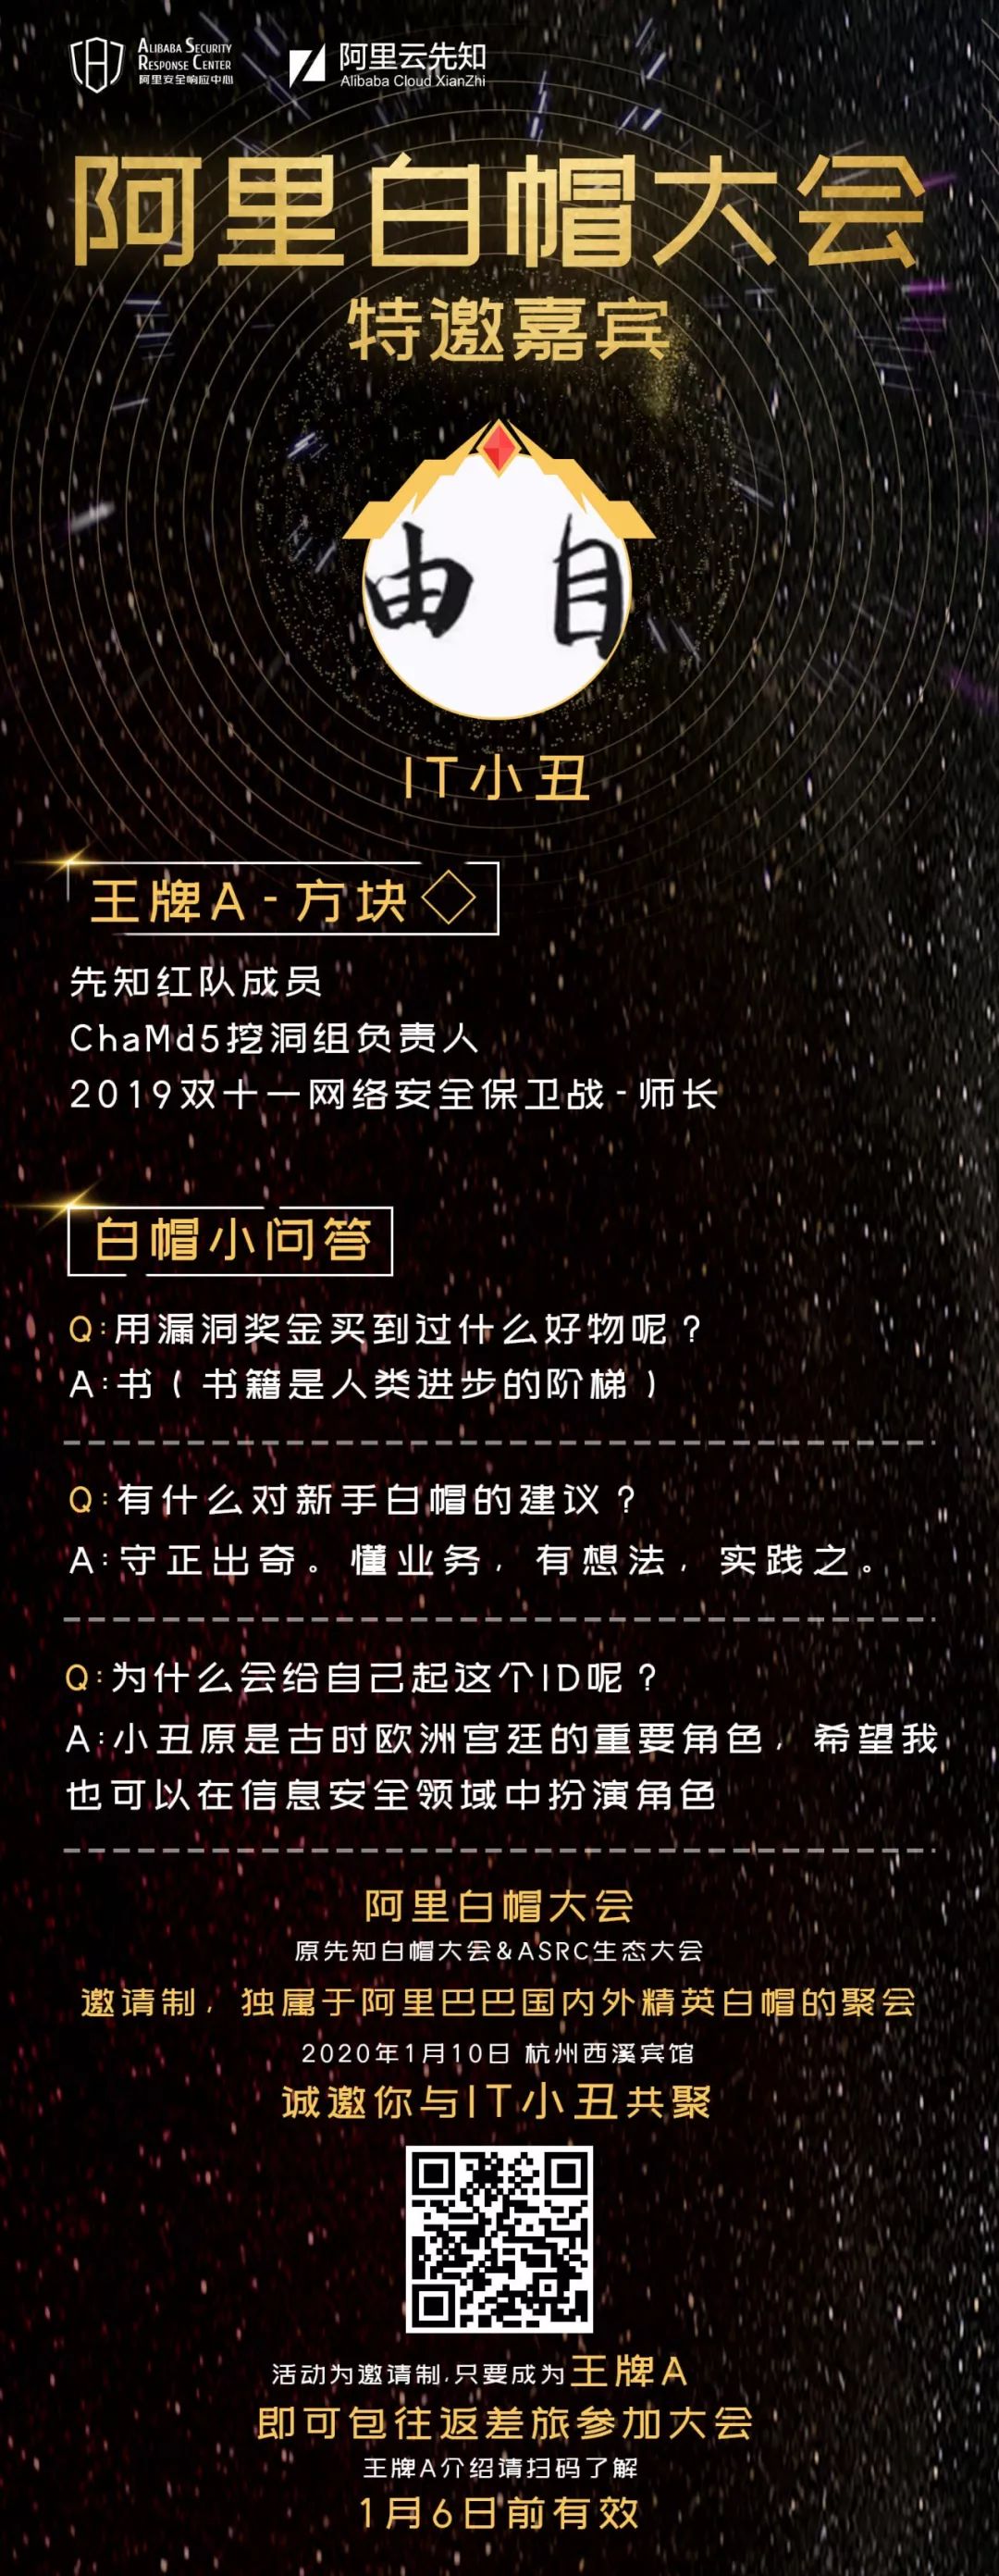 ALIBABA SECURITY
RESPONSE CENTER
阿里安全响应中心
阿里云先知
Alibaba Cloud XianZhi
阿里白帽大会
特邀嘉宾
由 目
IT小丑
王牌A-方块◇
先知红队成员
ChaMd5挖洞组负责人
2019双十一网络安全保卫战-师长
白帽小问答
Q:用漏洞奖金买到过什么好物呢？
A:书（书籍是人类进步的阶梯）
Q:有什么对新手白帽的建议？
A:守正出奇。懂业务，有想法，实践之。
Q:为什么会给自己起这个ID呢？
A:小丑原是古时欧洲宫廷的重要角色，希望我
也可以在信息安全领域中扮演角色
阿里白帽大会
原先知白帽大会&ASRC生态大会
邀请制，独属于阿里巴巴国内外精英白帽的聚会
2020年1月10日 杭州西溪宾馆
诚邀你与IT小丑共聚
活动为邀请制,只要成为王牌A
即可包往返差旅参加大会
王牌A介绍请扫码了解
1月6日前有效